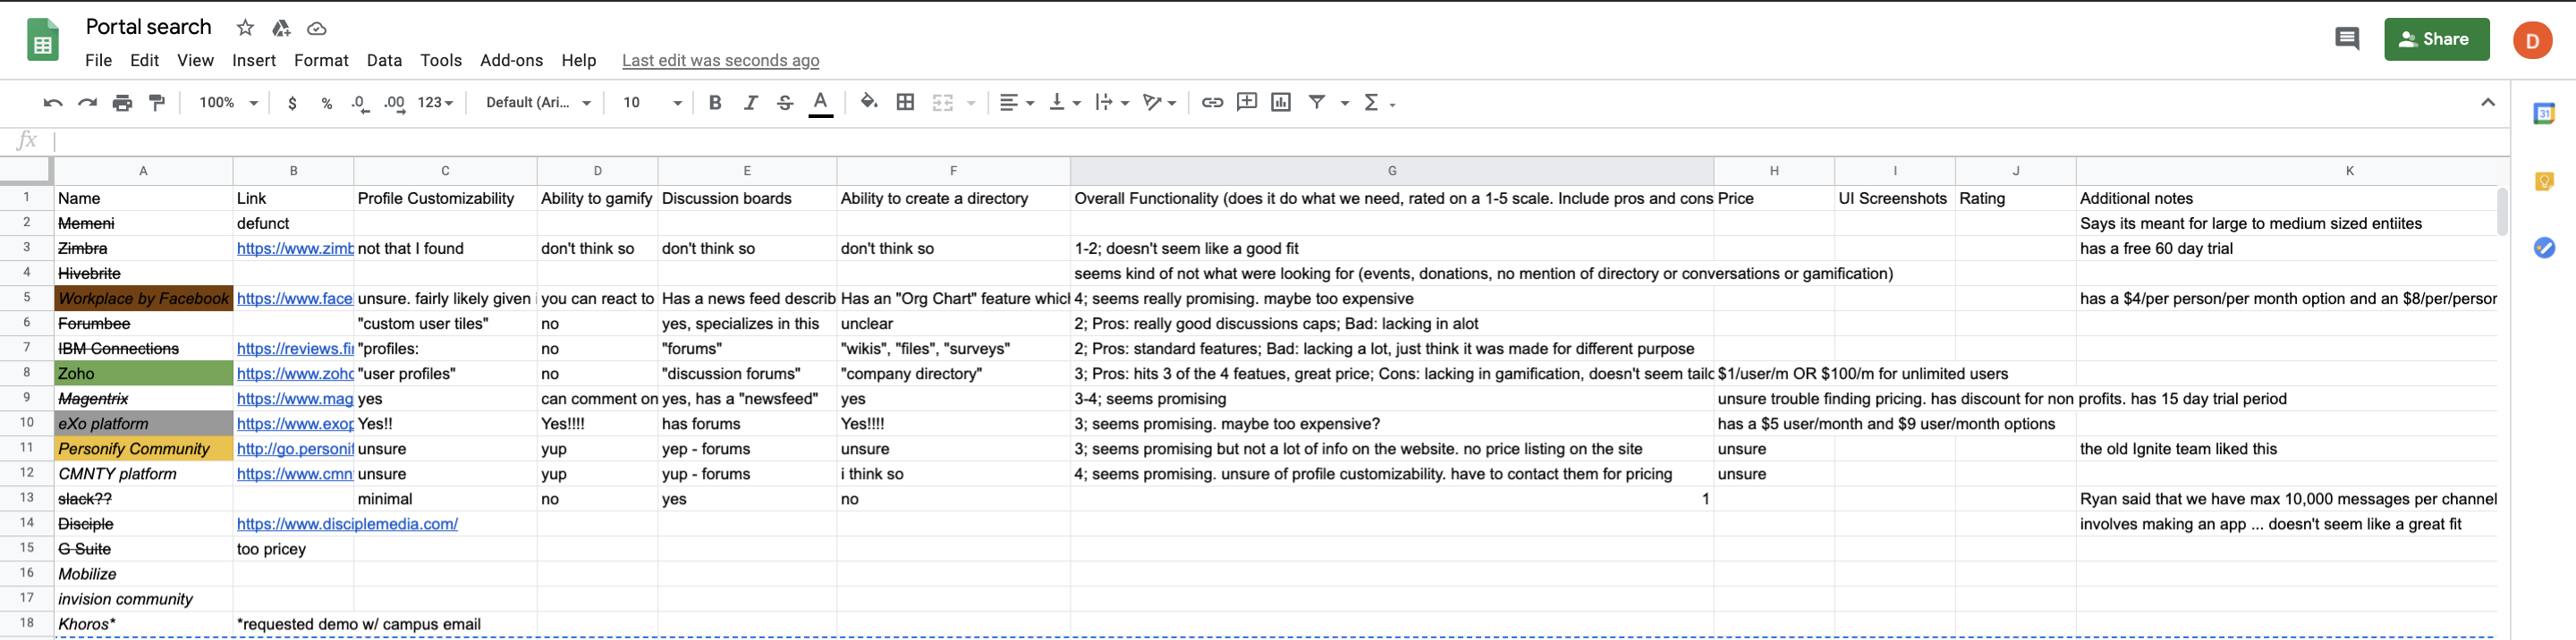 Portal search
File Edit View Insert Format Data Tools Add-ons Help Last edit was seconds ago
Share
D
100% $ % .0 .00 123 Default (Ari... 10 B I S A
31
fx
A B C D E F G H I J K
1 Name Link Profile Customizability Ability to gamify Discussion boards Ability to create a directory Overall Functionality (does it do what we need, rated on a 1-5 scale. Include pros and cons Price UI Screenshots Rating Additional notes
2 Memeni defunct Says its meant for large to medium sized entiites
3 Zimbra https://www.zimb not that I found don't think so don't think so don't think so 1-2; doesn't seem like a good fit has a free 60 day trial
4 Hivebrite seems kind of not what were looking for (events, donations, no mention of directory or conversations or gamification)
5 Workplace by Facebook https://www.face unsure. fairly likely given you can react to Has a news feed describ Has an "Org Chart" feature which 4; seems really promising. maybe too expensive has a $4/per person/per month option and an $8/per/person
6 Forumbee "custom user tiles" no yes, specializes in this unclear 2; Pros: really good discussions caps; Bad: lacking in alot
7 IBM Connections https://reviews.fi "profiles: no "forums" "wikis", "files", "surveys" 2; Pros: standard features; Bad: lacking a lot, just think it was made for different purpose
8 Zoho https://www.zoho "user profiles" no "discussion forums" "company directory" 3; Pros: hits 3 of the 4 featues, great price; Cons: lacking in gamification, doesn't seem tailo $1/user/m OR $100/m for unlimited users
9 Magentrix https://www.mag yes can comment on yes, has a "newsfeed" yes 3-4; seems promising unsure trouble finding pricing. has discount for non profits. has 15 day trial period
10 eXo platform https://www.exop Yes!! Yes!!!! has forums Yes!!!! 3; seems promising. maybe too expensive? has a $5 user/month and $9 user/month options
11 Personify Community http://go.personif unsure yup yep - forums unsure 3; seems promising but not a lot of info on the website. no price listing on the site unsure the old Ignite team liked this
12 CMNTY platform https://www.cmn unsure yup yup - forums i think so 4; seems promising. unsure of profile customizability. have to contact them for pricing unsure
13 slack?? minimal no yes no 1 Ryan said that we have max 10,000 messages per channel
14 Disciple https://www.disciplemedia.com/ involves making an app ... doesn't seem like a great fit
15 G Suite too pricey
16 Mobilize
17 invision community
18 Khoros* *requested demo w/ campus email